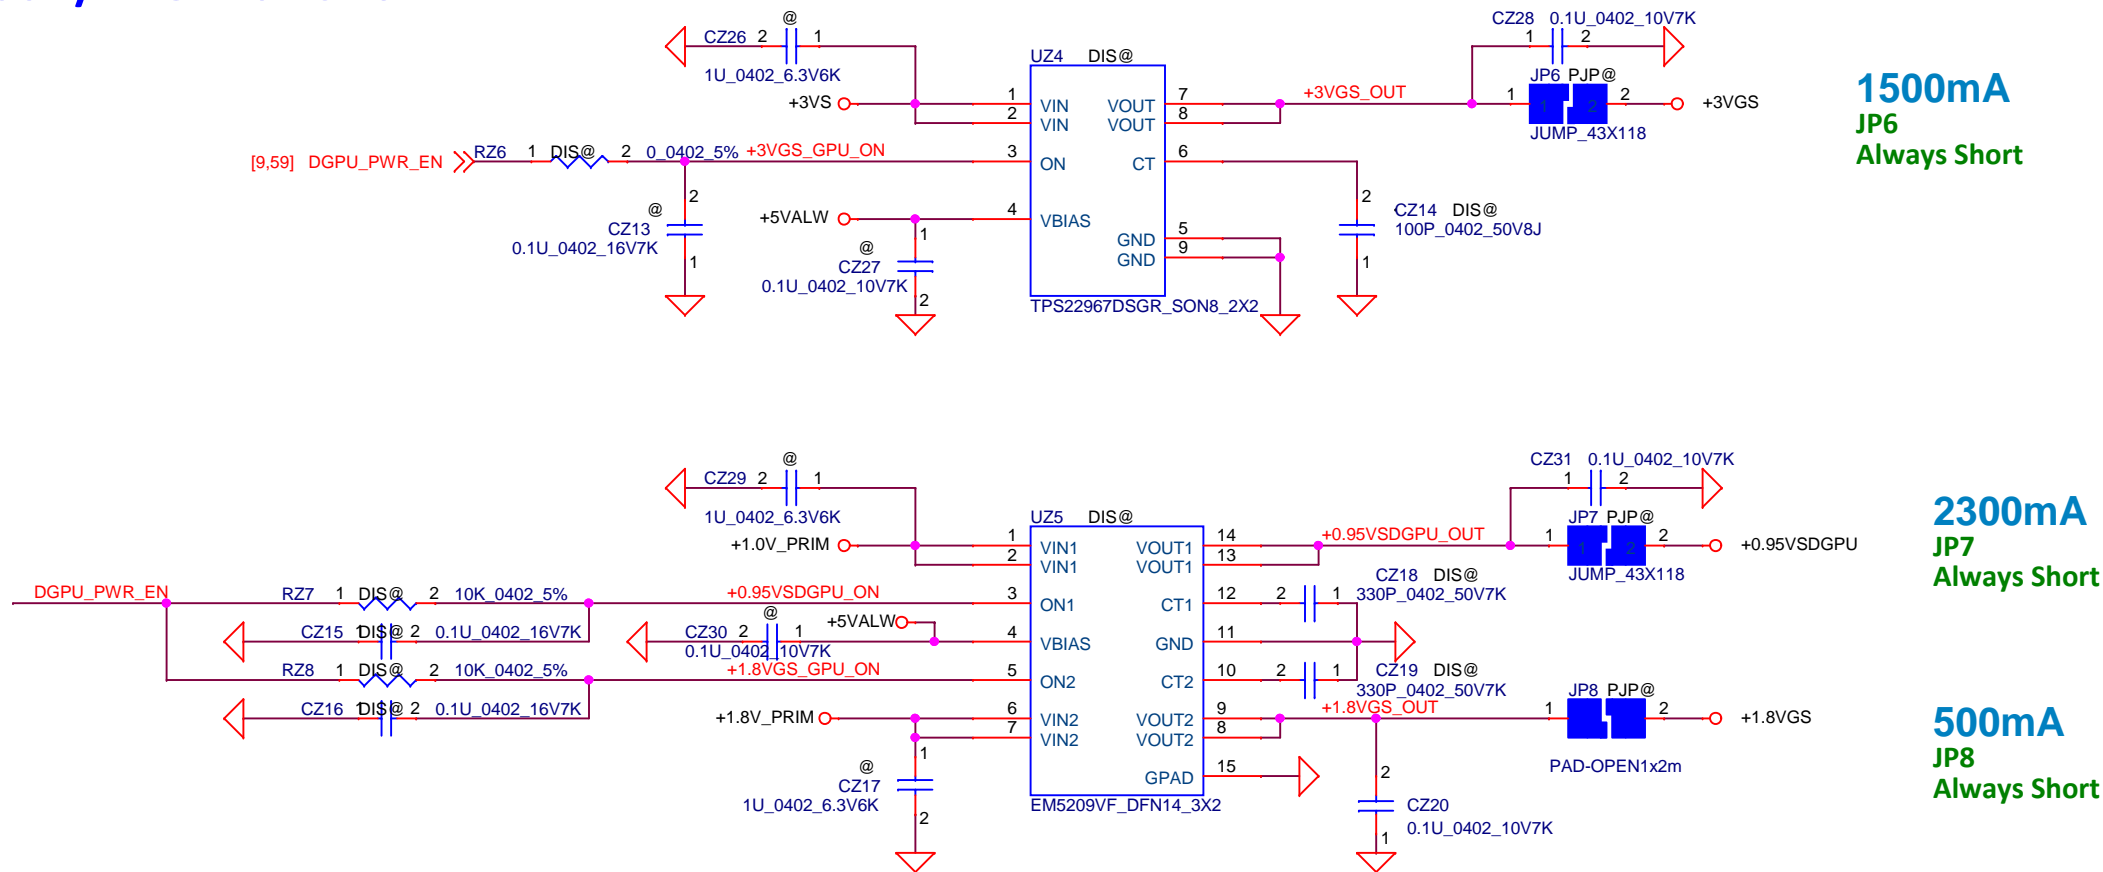 @
CZ26 2 1
1U_0402_6.3V6K
UZ4 DIS@
CZ28 0.1U_0402_10V7K
1 2
JP6 PJP@
+3VS
1 VIN
2 VIN
VOUT 7
VOUT 8
+3VGS_OUT
1 1 2 2
+3VGS
JUMP_43X118
1500mA
JP6
Always Short
[9,59] DGPU_PWR_EN
RZ6 1 DIS@ 2 0_0402_5% +3VGS_GPU_ON
3 ON
CT 6
2
@
CZ13
0.1U_0402_16V7K
1
+5VALW
4 VBIAS
1
@
CZ27
0.1U_0402_10V7K
2
GND 5
GND 9
2
CZ14 DIS@
100P_0402_50V8J
1
TPS22967DSGR_SON8_2X2
@
CZ29 2 1
1U_0402_6.3V6K
UZ5 DIS@
CZ31 0.1U_0402_10V7K
1 2
JP7 PJP@
+1.0V_PRIM
1 VIN1
2 VIN1
VOUT1 14
VOUT1 13
+0.95VSDGPU_OUT
1 1 2 2
+0.95VSDGPU
JUMP_43X118
2300mA
JP7
Always Short
DGPU_PWR_EN
RZ7 1 DIS@ 2 10K_0402_5%
+0.95VSDGPU_ON
3 ON1
CT1 12
CZ18 DIS@
330P_0402_50V7K
2 1
CZ15 1 DIS@ 2 0.1U_0402_16V7K
@
CZ30 2 1
0.1U_0402_10V7K
+5VALW
4 VBIAS
GND 11
RZ8 1 DIS@ 2 10K_0402_5%
+1.8VGS_GPU_ON
5 ON2
CT2 10
2 1
CZ19 DIS@
330P_0402_50V7K
CZ16 1 DIS@ 2 0.1U_0402_16V7K
+1.8V_PRIM
6 VIN2
7 VIN2
VOUT2 9
VOUT2 8
+1.8VGS_OUT
JP8 PJP@
1 2
+1.8VGS
PAD-OPEN1x2m
500mA
JP8
Always Short
1
@
CZ17
1U_0402_6.3V6K
2
GPAD 15
2
CZ20
0.1U_0402_10V7K
1
EM5209VF_DFN14_3X2